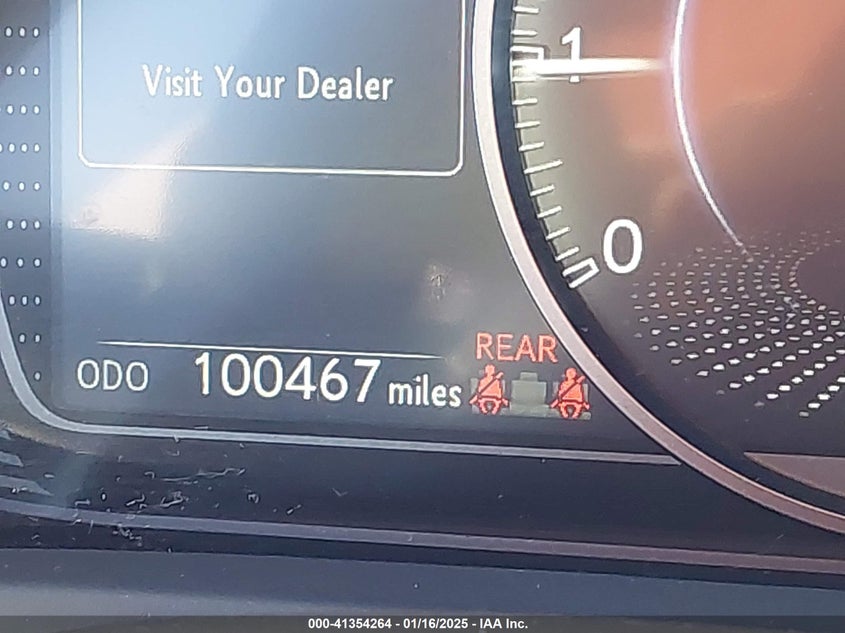 Visit Your Dealer
1
0
REAR
ODO 100467 miles
000-41354264 - 01/16/2025 - IAA Inc.